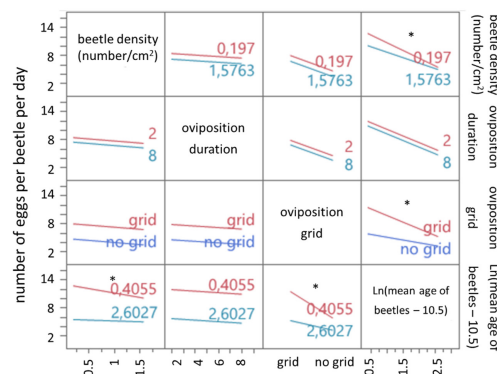 number of eggs per beetle per day
14
8
2
beetle density
(number/cm²)
0,197
1,5763
0,197
1,5763
*
0,197
1,5763
beetle density
(number/cm²)
14
8
2
2
8
oviposition
duration
2
8
2
8
oviposition
duration
14
8
2
grid
no grid
grid
no grid
oviposition
grid
*
grid
no grid
oviposition
grid
14
8
2
*
0,4055
2,6027
0,4055
2,6027
*
0,4055
2,6027
Ln(mean age of
beetles – 10.5)
Ln(mean age of
beetles – 10.5)
0.5
1
1.5
2 4 6 8
grid no grid
0.5
1.5
2.5